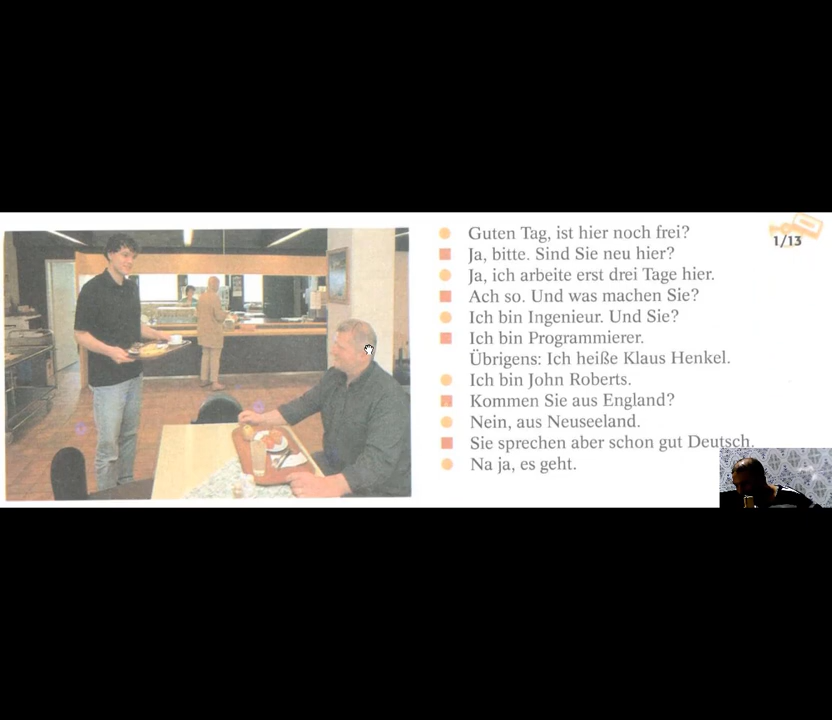 Guten Tag, ist hier noch frei?
1/13
Ja, bitte. Sind Sie neu hier?
Ja, ich arbeite erst drei Tage hier.
Ach so. Und was machen Sie?
Ich bin Ingenieur. Und Sie?
Ich bin Programmierer.
Übrigens: Ich heiße Klaus Henkel.
Ich bin John Roberts.
Kommen Sie aus England?
Nein, aus Neuseeland.
Sie sprechen aber schon gut Deutsch.
Na ja, es geht.